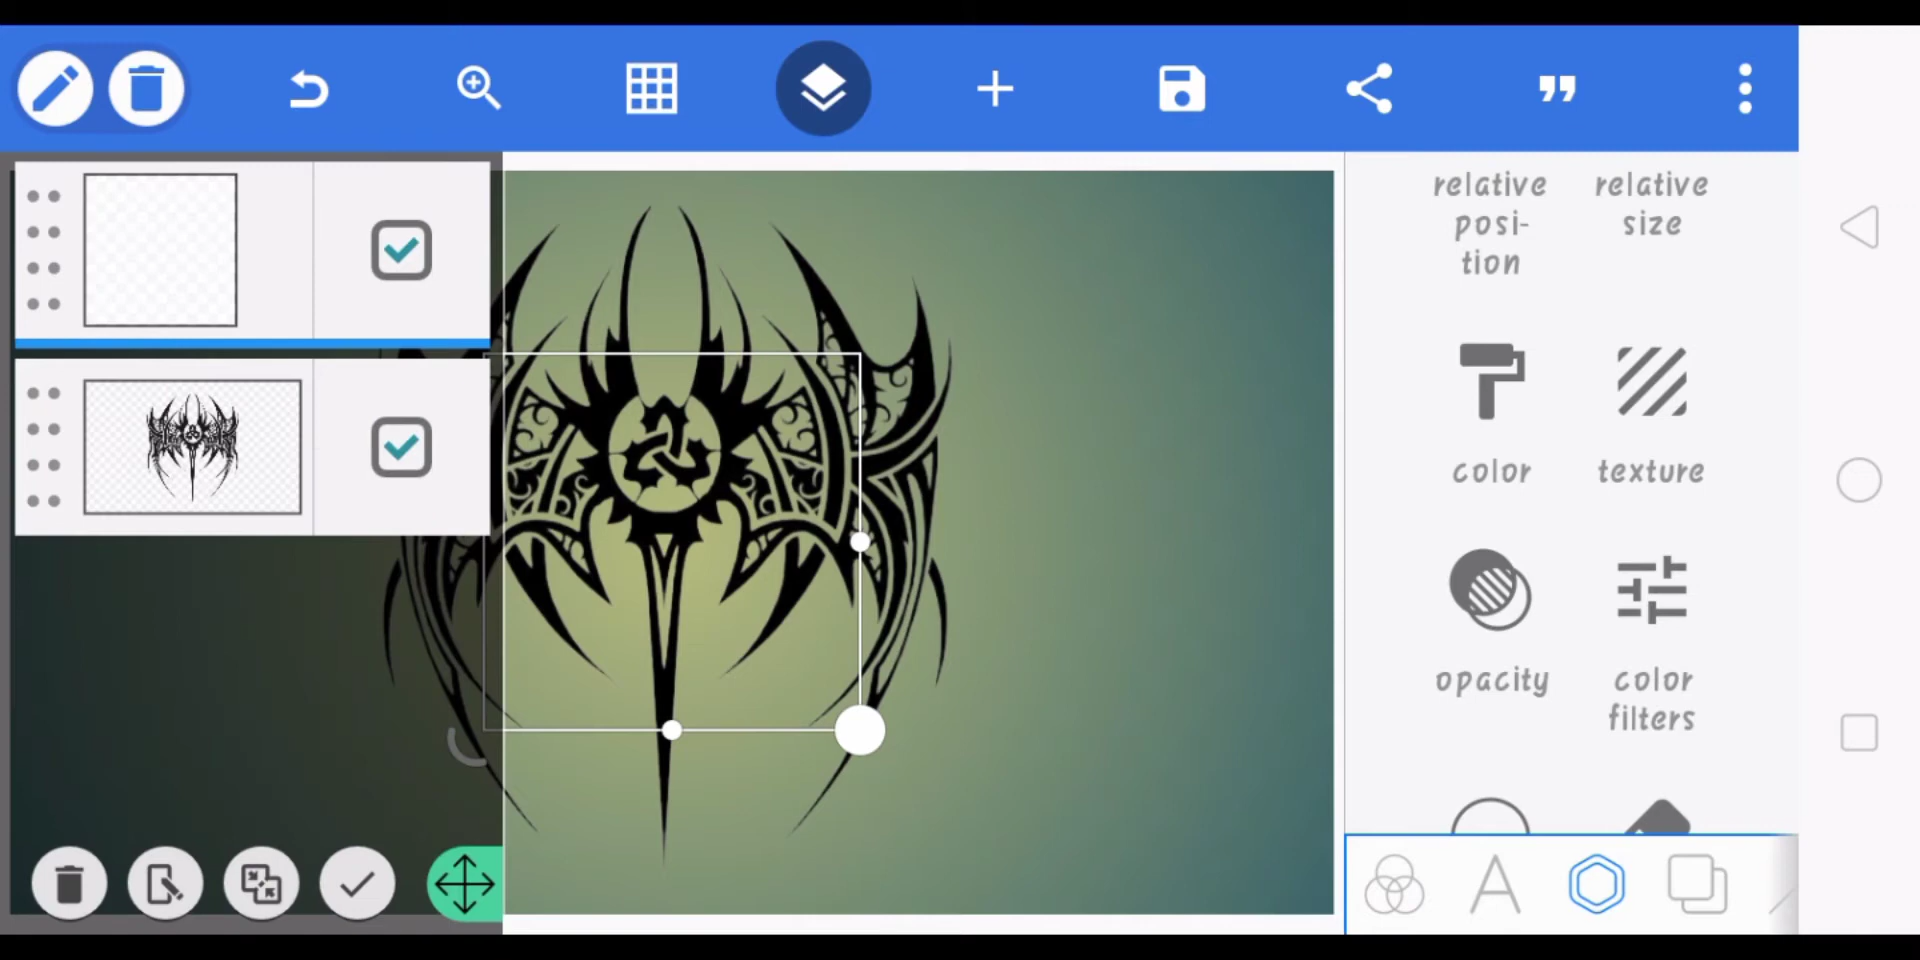 relative
posi-
tion
relative
size
color
texture
opacity
color
filters